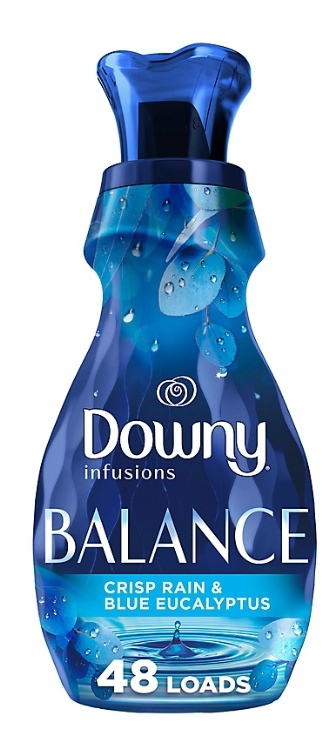 Downy
infusions
BALANCE
CRISP RAIN &
BLUE EUCALYPTUS
48 LOADS